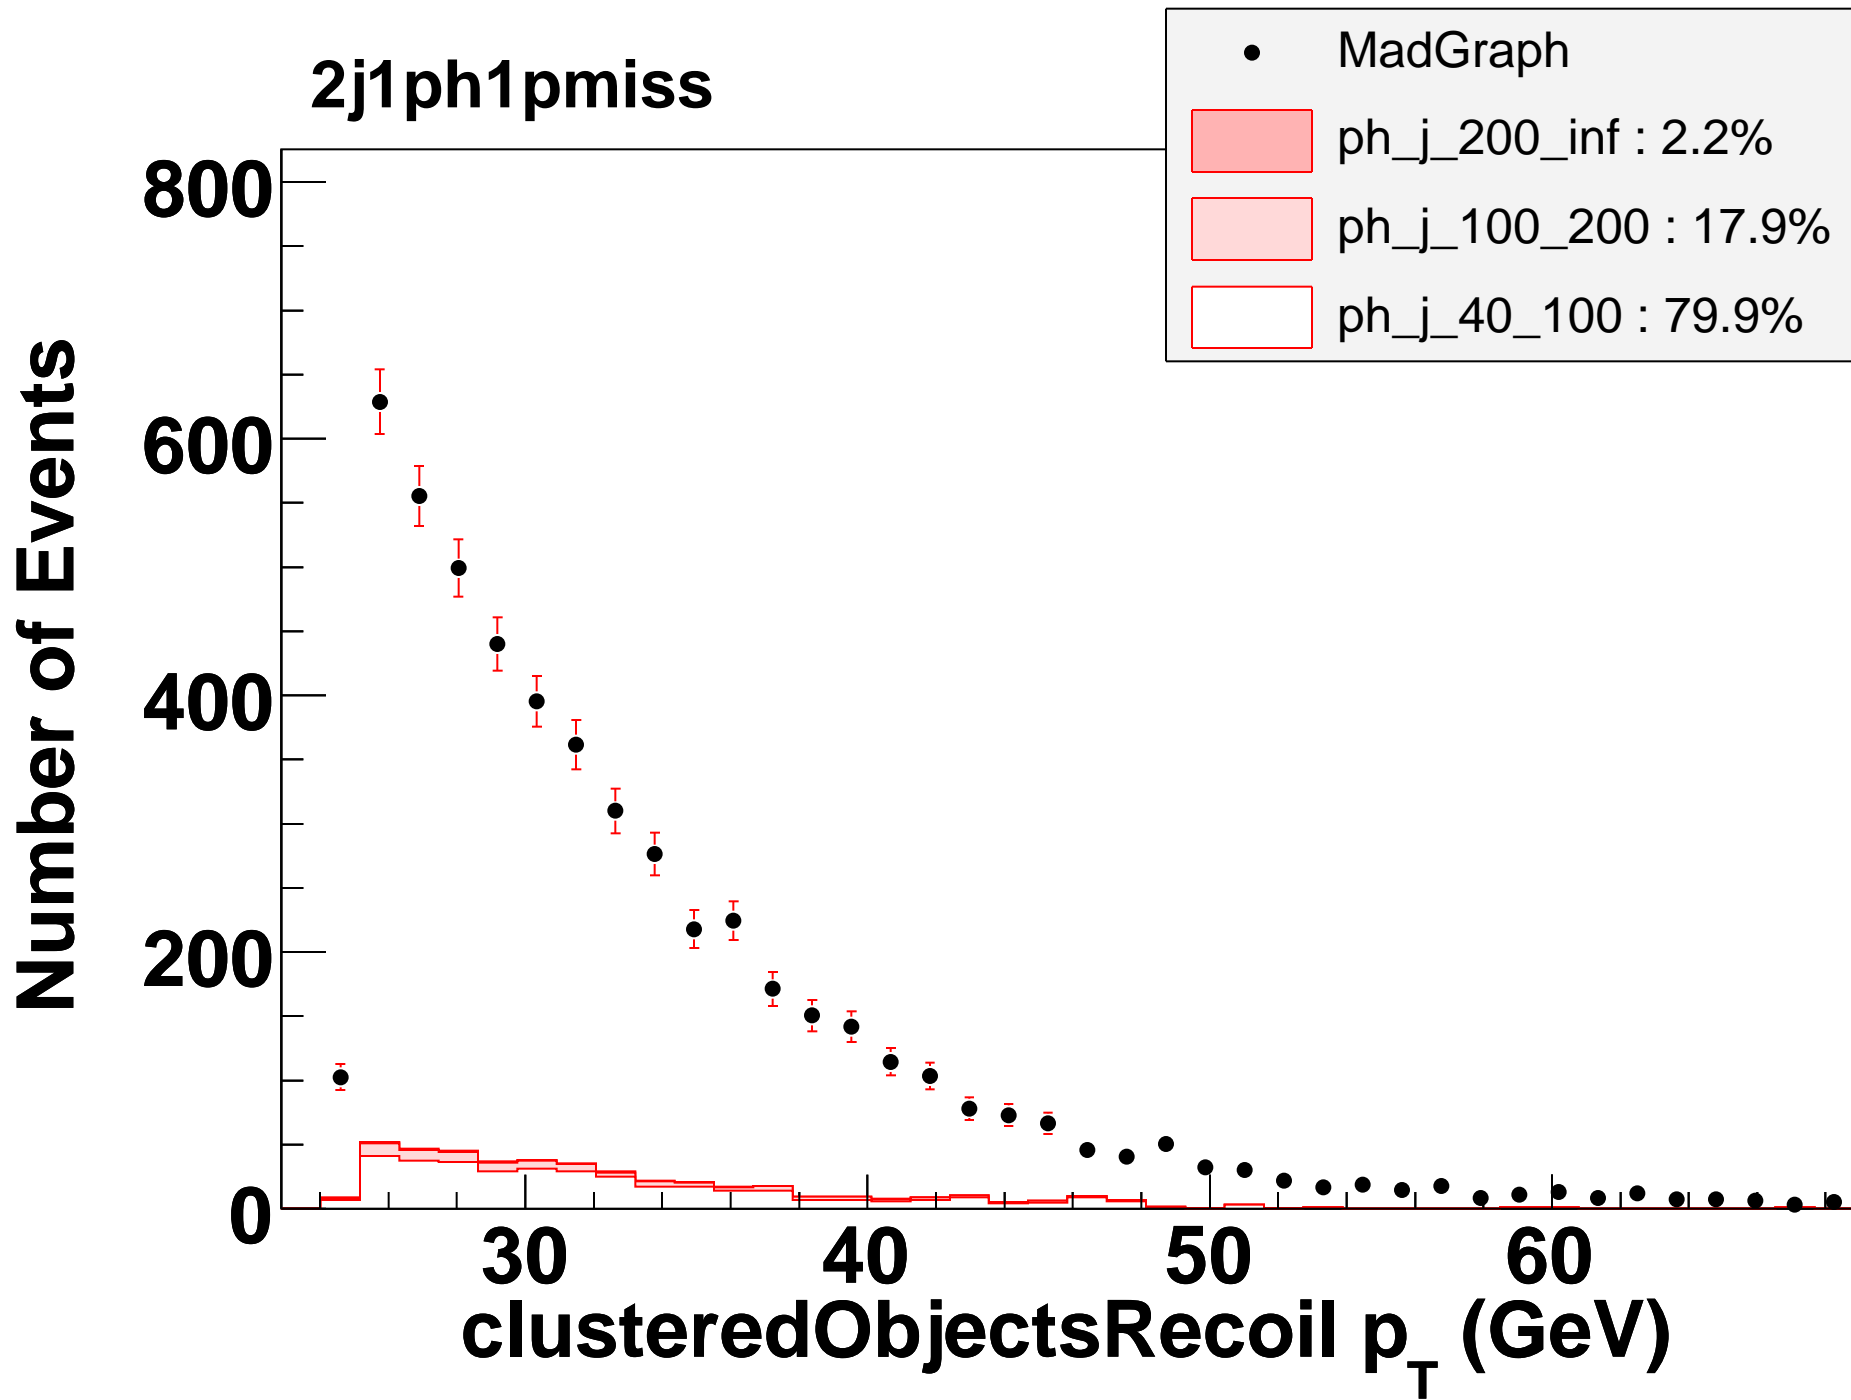 2j1ph1pmiss
MadGraph
ph_j_200_inf : 2.2%
ph_j_100_200 : 17.9%
ph_j_40_100 : 79.9%
Number of Events
800
600
400
200
0
30 40 50 60
clusteredObjectsRecoil p_T (GeV)